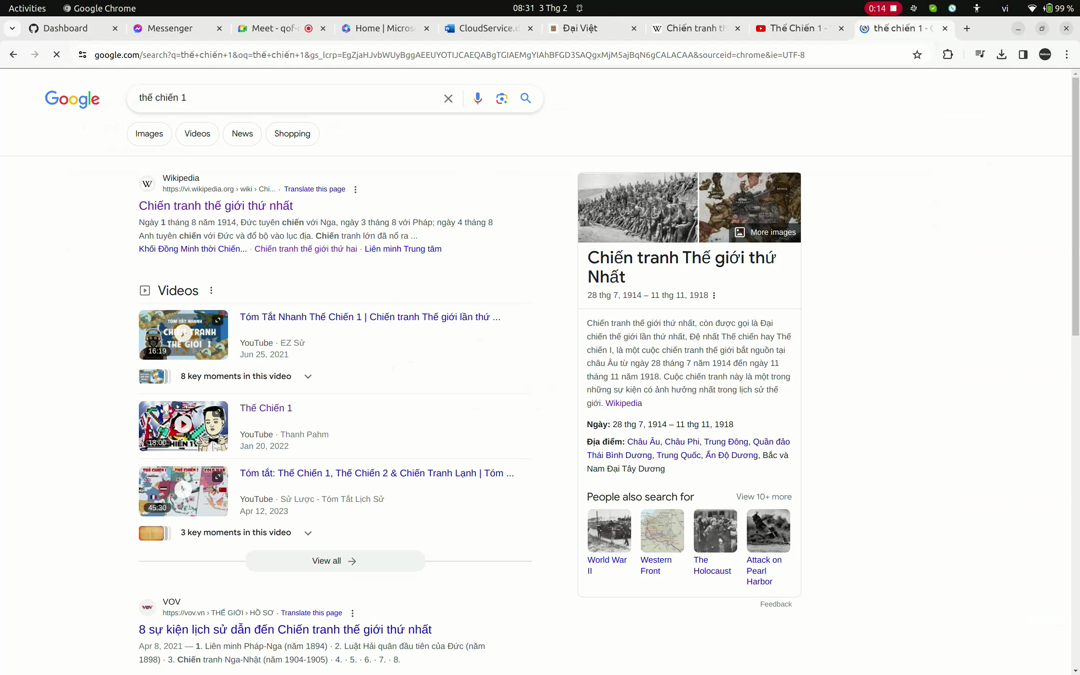 Activities
Google Chrome
08:31 3 Thg 2
0:14
vi
99 %
Dashboard
Messenger
Meet - qof-
Home | Micros
CloudService.c
Đại Việt
Chiến tranh th
Thế Chiến 1 -
thế chiến 1 - G
google.com/search?q=thế+chiến+1&oq=thế+chiến+1&gs_lcrp=EgZjaHJvbWUyBggAEEUYOTIJCAEQABgTGIAEMgYIAhBFGD3SAQgxMjM5ajBqN6gCALACAA&sourceid=chrome&ie=UTF-8
Google
thế chiến 1
Images
Videos
News
Shopping
Wikipedia
https://vi.wikipedia.org › wiki › Chi... · Translate this page
Chiến tranh thế giới thứ nhất
Ngày 1 tháng 8 năm 1914, Đức tuyên chiến với Nga, ngày 3 tháng 8 với Pháp; ngày 4 tháng 8
Anh tuyên chiến với Đức và đổ bộ vào lục địa. Chiến tranh lớn đã nổ ra ...
Khối Đồng Minh thời Chiến... · Chiến tranh thế giới thứ hai · Liên minh Trung tâm
Videos
TÓM TẮT NHANH
CHIẾN TRANH
THẾ GIỚI 1
16:19
Tóm Tắt Nhanh Thế Chiến 1 | Chiến tranh Thế giới lần thứ ...
YouTube · EZ Sử
Jun 25, 2021
8 key moments in this video
18:00
Thế Chiến 1
YouTube · Thanh Pahm
Jan 20, 2022
45:30
Tóm tắt: Thế Chiến 1, Thế Chiến 2 & Chiến Tranh Lạnh | Tóm ...
YouTube · Sử Lược - Tóm Tắt Lịch Sử
Apr 12, 2023
3 key moments in this video
View all
VOV
https://vov.vn › THẾ GIỚI › HỒ SƠ · Translate this page
8 sự kiện lịch sử dẫn đến Chiến tranh thế giới thứ nhất
Apr 8, 2021 — 1. Liên minh Pháp-Nga (năm 1894) · 2. Luật Hải quân đầu tiên của Đức (năm
1898) · 3. Chiến tranh Nga-Nhật (năm 1904-1905) · 4. · 5. · 6. · 7. · 8.
More images
Chiến tranh Thế giới thứ
Nhất
28 thg 7, 1914 – 11 thg 11, 1918
Chiến tranh thế giới thứ nhất, còn được gọi là Đại
chiến thế giới lần thứ nhất, Đệ nhất Thế chiến hay Thế
chiến I, là một cuộc chiến tranh thế giới bắt nguồn tại
châu Âu từ ngày 28 tháng 7 năm 1914 đến ngày 11
tháng 11 năm 1918. Cuộc chiến tranh này là một trong
những sự kiện có ảnh hưởng nhất trong lịch sử thế
giới. Wikipedia
Ngày: 28 thg 7, 1914 – 11 thg 11, 1918
Địa điểm: Châu Âu, Châu Phi, Trung Đông, Quần đảo
Thái Bình Dương, Trung Quốc, Ấn Độ Dương, Bắc và
Nam Đại Tây Dương
People also search for
View 10+ more
World War
II
Western
Front
The
Holocaust
Attack on
Pearl
Harbor
Feedback